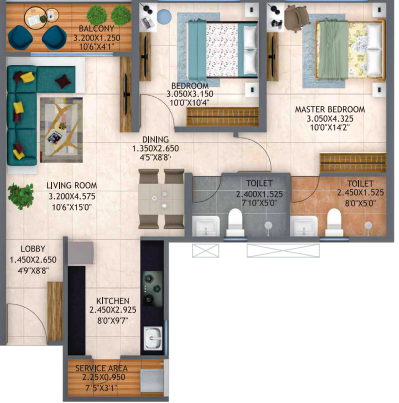 BALCONY
3.200X1.250
10'6"X4'1"
BEDROOM
3.050X3.150
10'0"X10'4"
MASTER BEDROOM
3.050X4.325
10'0"X14'2"
DINING
1.350X2.650
4'5"X8'8'
LIVING ROOM
3.200X4.575
10'6"X15'0"
TOILET
2.400X1.525
7'10"X5'0"
TOILET
2.450X1.525
8'0"X5'0"
LOBBY
1.450X2.650
4'9"X8'8"
KITCHEN
2.450X2.925
8'0"X9'7"
SERVICE AREA
2.25X0.950
7'5"X3'1"